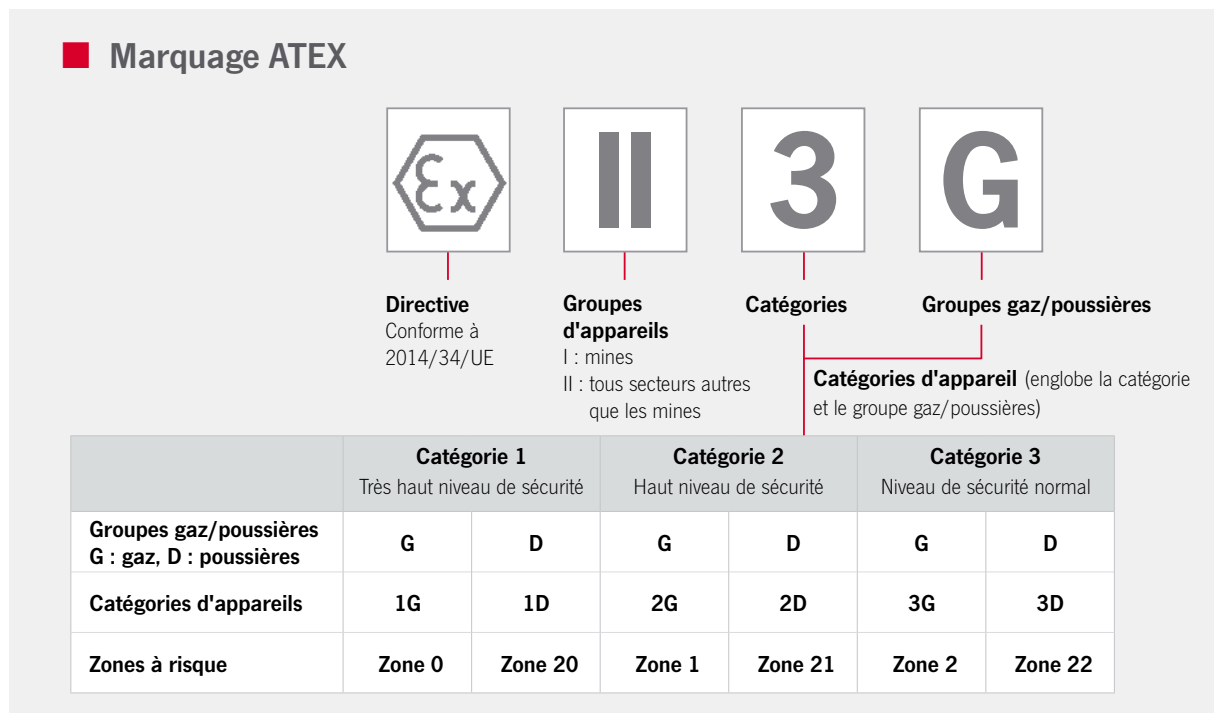 Marquage ATEX
Ex II 3 G
Directive
Conforme à
2014/34/UE
Groupes
d'appareils
I : mines
II : tous secteurs autres
que les mines
Catégories
Groupes gaz/poussières
Catégories d'appareil (englobe la catégorie
et le groupe gaz/poussières)
Catégorie 1 Catégorie 2 Catégorie 3
Très haut niveau de sécurité Haut niveau de sécurité Niveau de sécurité normal
Groupes gaz/poussières
G : gaz, D : poussières G D G D G D
Catégories d'appareils 1G 1D 2G 2D 3G 3D
Zones à risque Zone 0 Zone 20 Zone 1 Zone 21 Zone 2 Zone 22